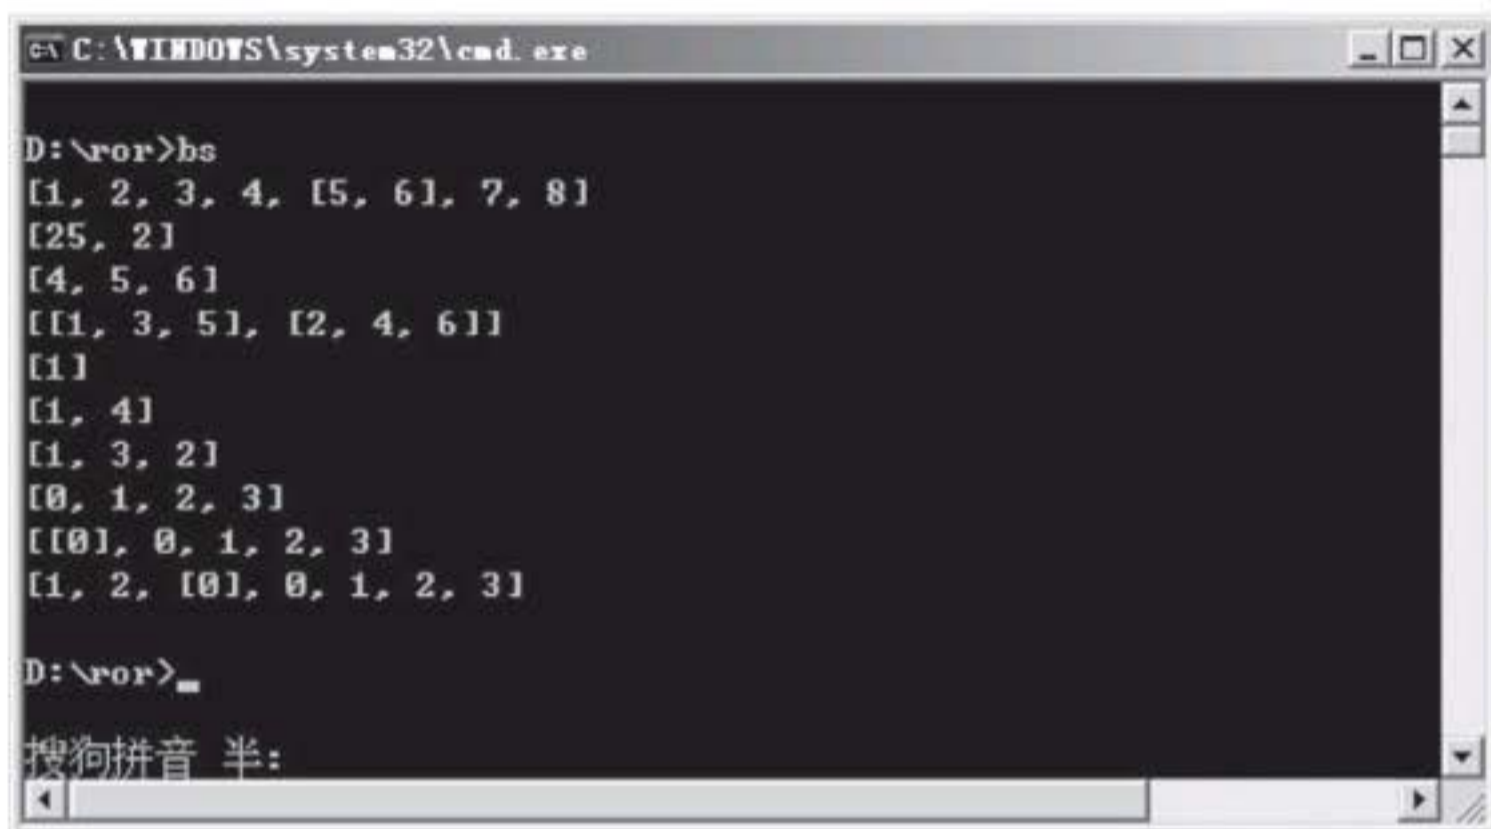 C:\WINDOWS\system32\cmd.exe
D:\ror>bs
[1, 2, 3, 4, [5, 6], 7, 8]
[25, 2]
[4, 5, 6]
[[1, 3, 5], [2, 4, 6]]
[1]
[1, 4]
[1, 3, 2]
[0, 1, 2, 3]
[[0], 0, 1, 2, 3]
[1, 2, [0], 0, 1, 2, 3]
D:\ror>_
搜狗拼音 半: